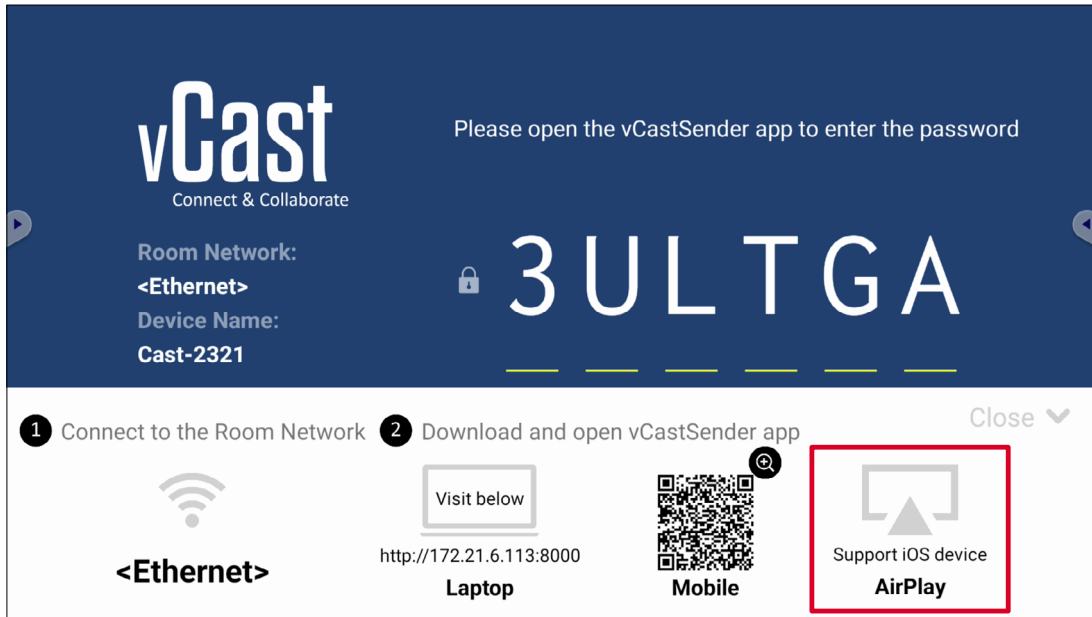 vCast
Connect & Collaborate
Please open the vCastSender app to enter the password
Room Network:
<Ethernet>
Device Name:
Cast-2321
3ULTGA
Close
1 Connect to the Room Network
2 Download and open vCastSender app
Visit below
http://172.21.6.113:8000
Laptop
Mobile
Support iOS device
AirPlay
<Ethernet>